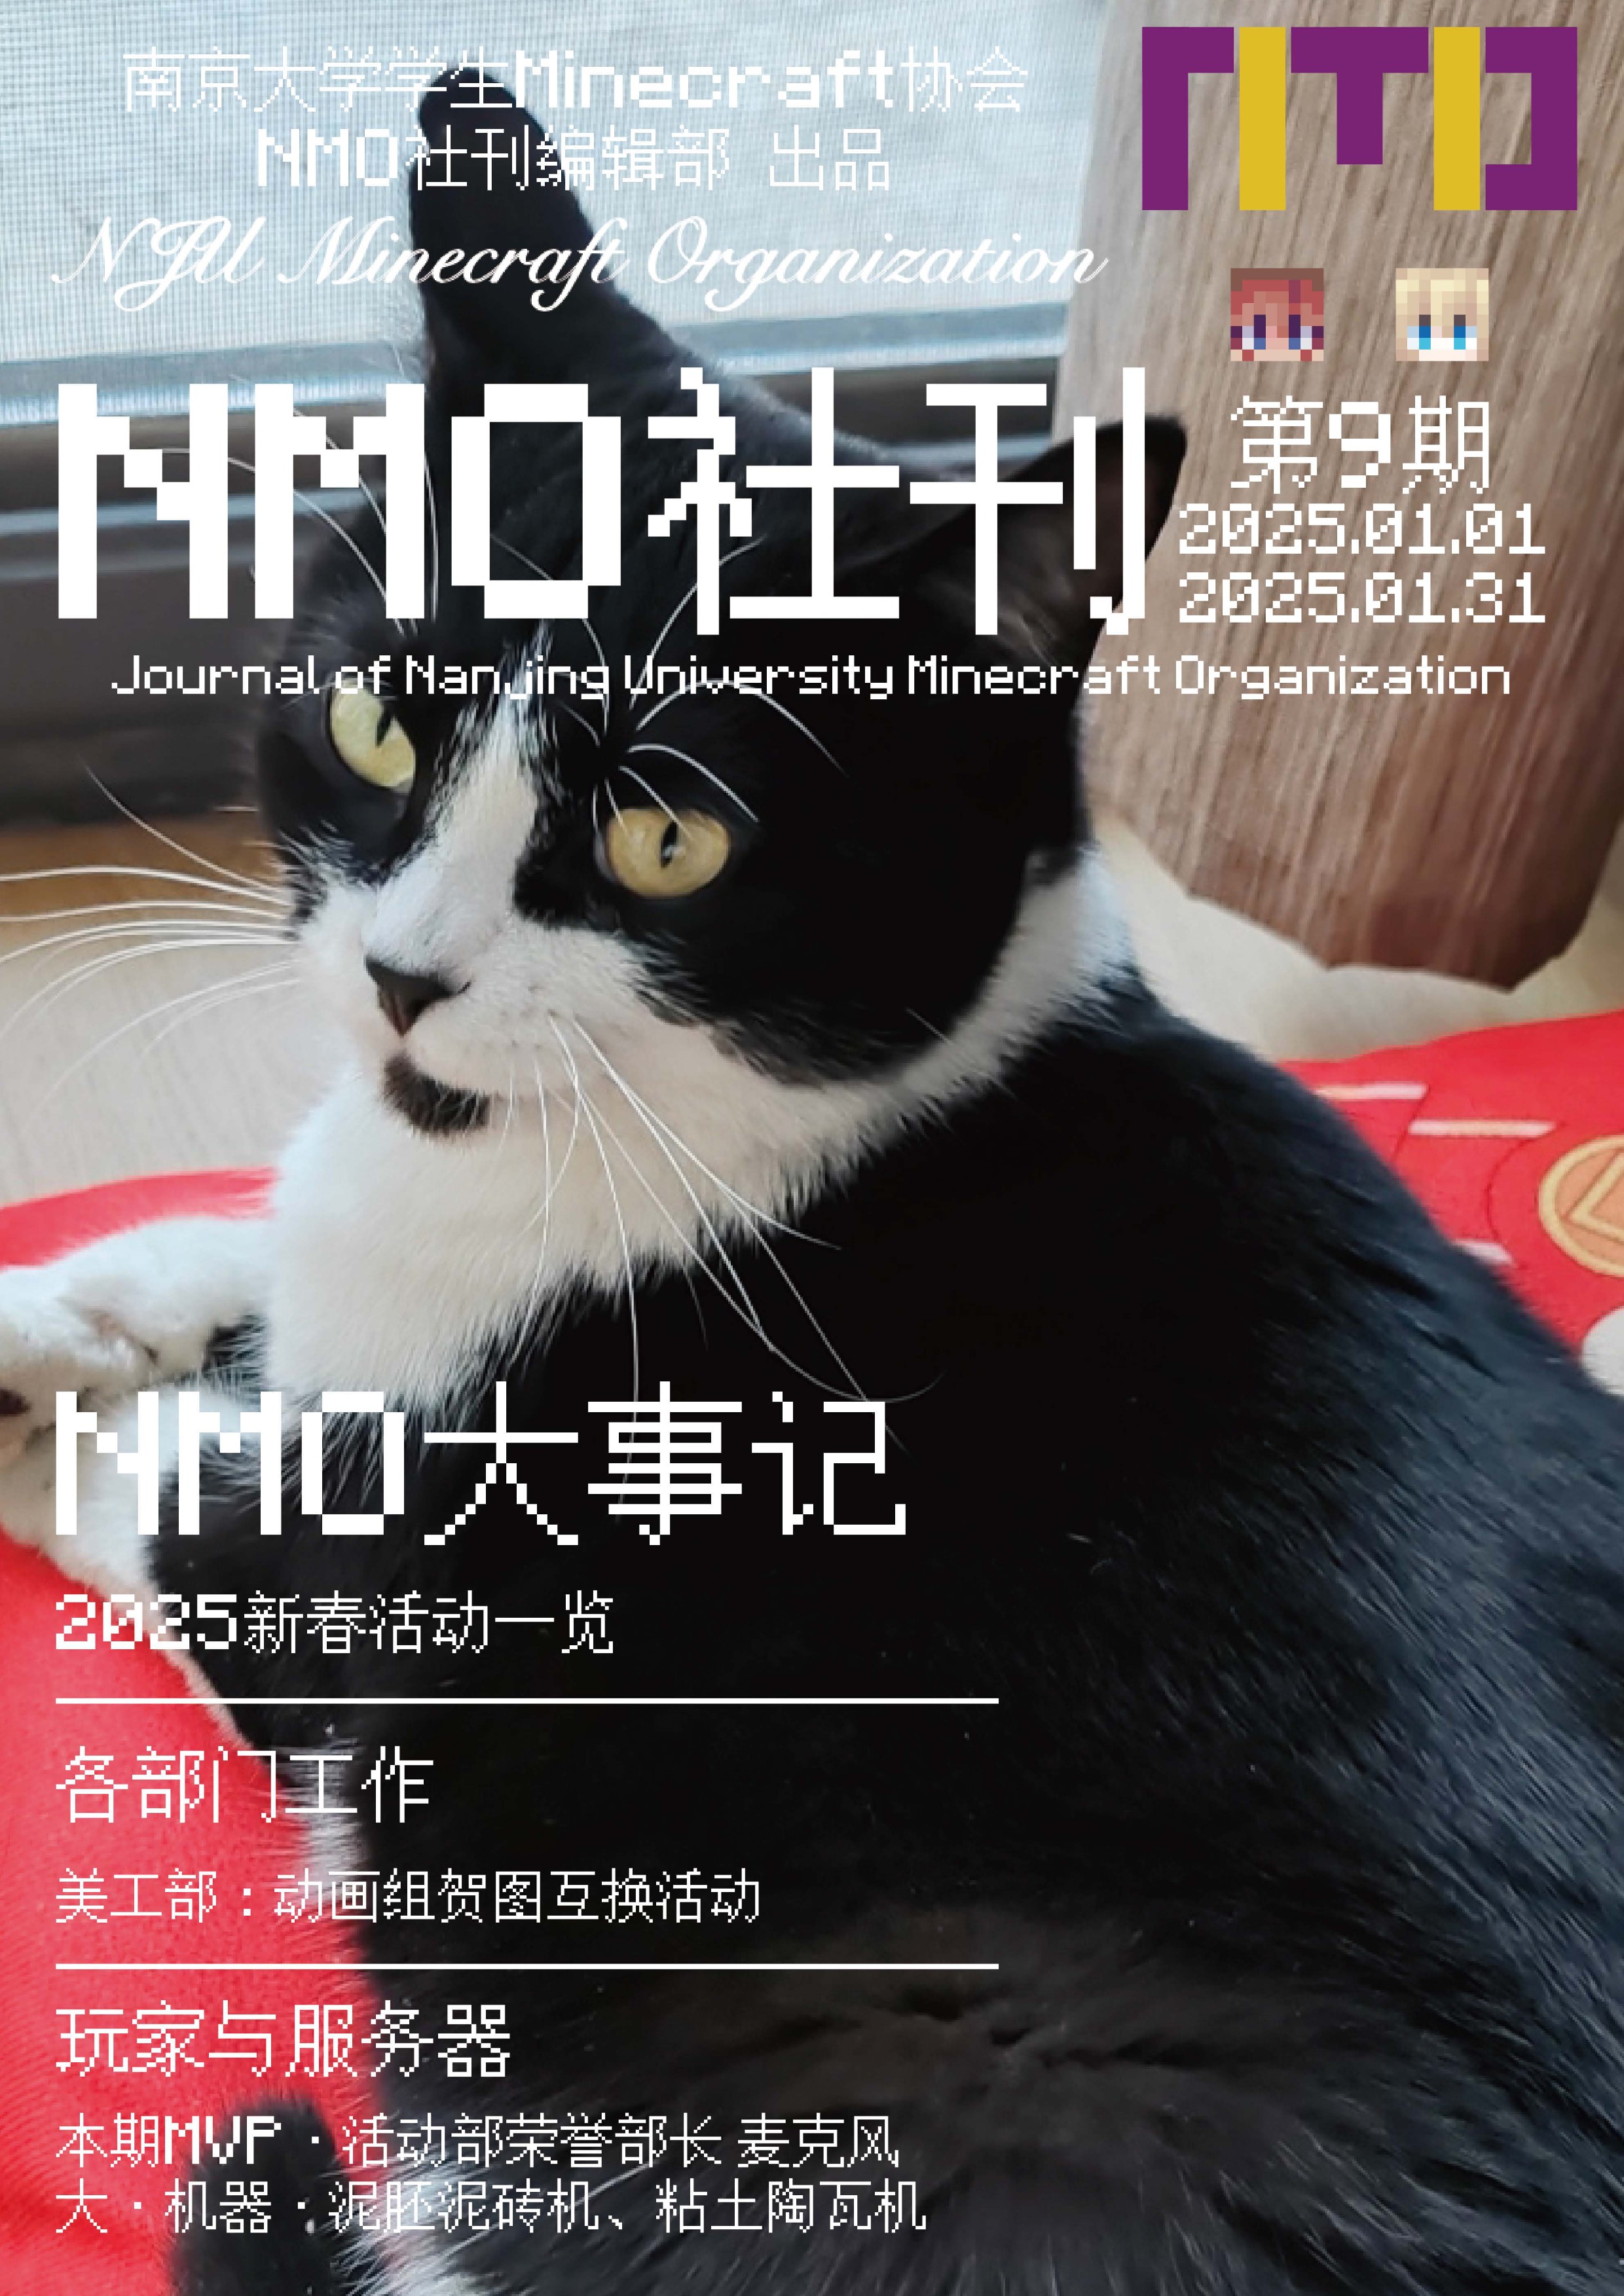 南京大学学生Minecraft协会
NMO社刊编辑部 出品
NJU Minecraft Organization
NMO
NMO社刊
第9期
2025.01.01
2025.01.31
Journal of Nanjing University Minecraft Organization
NMO大事记
2025新春活动一览
各部门工作
美工部：动画组贺图互换活动
玩家与服务器
本期MVP·活动部荣誉部长 麦克风
大·机器·泥胚泥砖机、粘土陶瓦机